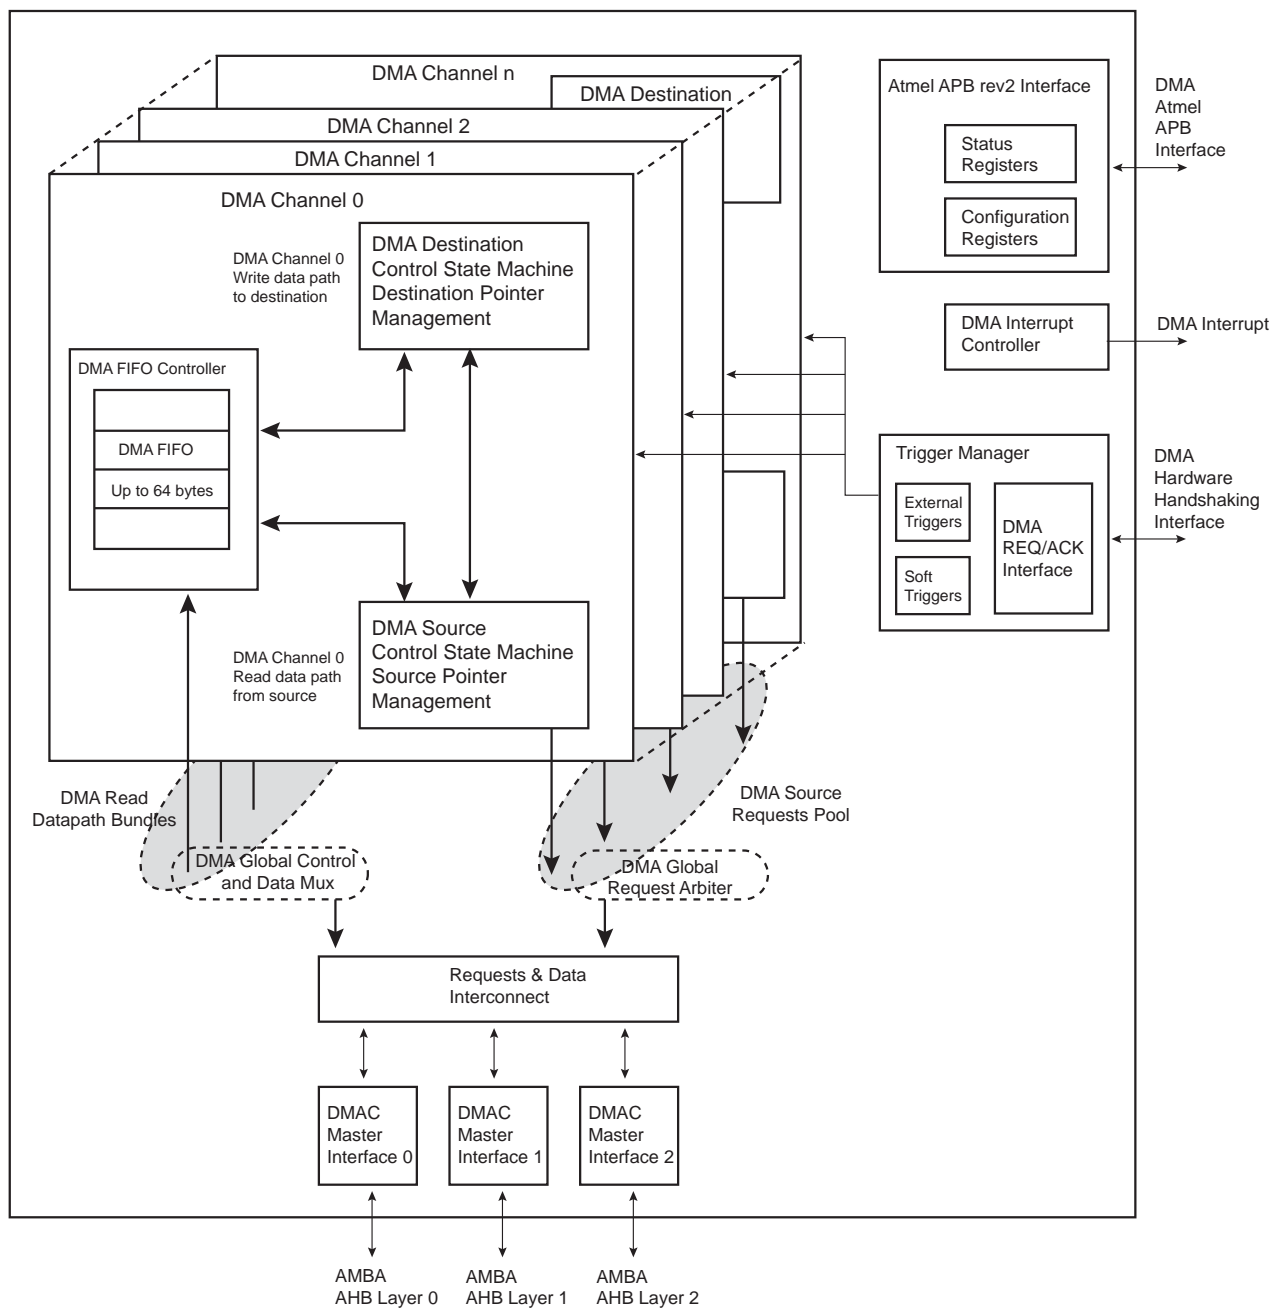 DMA Channel n
DMA Destination
DMA Channel 2
DMA Channel 1
DMA Channel 0
DMA Destination
Control State Machine
Destination Pointer
Management
DMA Channel 0
Write data path
to destination
DMA FIFO Controller
DMA FIFO
Up to 64 bytes
DMA Source
Control State Machine
Source Pointer
Management
DMA Channel 0
Read data path
from source
Atmel APB rev2 Interface
Status
Registers
Configuration
Registers
DMA
Atmel
APB
Interface
DMA Interrupt
Controller
DMA Interrupt
Trigger Manager
External
Triggers
Soft
Triggers
DMA
REQ/ACK
Interface
DMA
Hardware
Handshaking
Interface
DMA Read
Datapath Bundles
DMA Source
Requests Pool
DMA Global Control
and Data Mux
DMA Global
Request Arbiter
Requests & Data
Interconnect
DMAC
Master
Interface 0
DMAC
Master
Interface 1
DMAC
Master
Interface 2
AMBA
AHB Layer 0
AMBA
AHB Layer 1
AMBA
AHB Layer 2